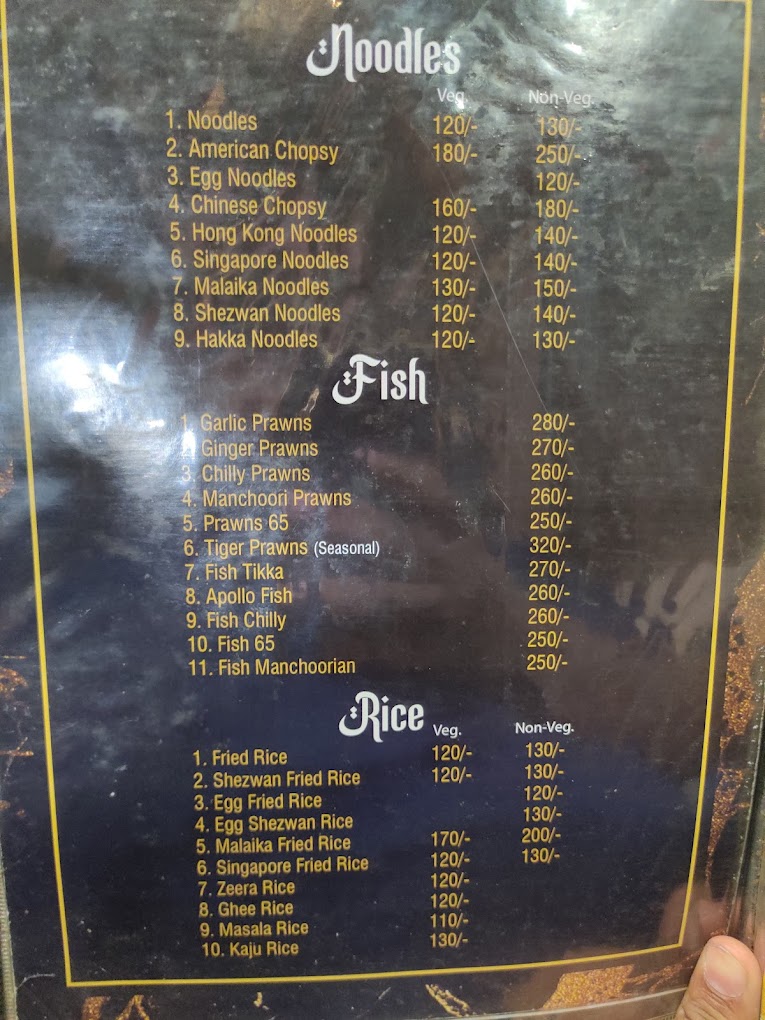 Noodles
Veg. Non-Veg.
1. Noodles 120/- 130/-
2. American Chopsy 180/- 250/-
3. Egg Noodles 120/-
4. Chinese Chopsy 160/- 180/-
5. Hong Kong Noodles 120/- 140/-
6. Singapore Noodles 120/- 140/-
7. Malaika Noodles 130/- 150/-
8. Shezwan Noodles 120/- 140/-
9. Hakka Noodles 120/- 130/-
Fish
1. Garlic Prawns 280/-
2. Ginger Prawns 270/-
3. Chilly Prawns 260/-
4. Manchoori Prawns 260/-
5. Prawns 65 250/-
6. Tiger Prawns (Seasonal) 320/-
7. Fish Tikka 270/-
8. Apollo Fish 260/-
9. Fish Chilly 260/-
10. Fish 65 250/-
11. Fish Manchoorian 250/-
Rice
Veg. Non-Veg.
1. Fried Rice 120/- 130/-
2. Shezwan Fried Rice 120/- 130/-
3. Egg Fried Rice 120/-
4. Egg Shezwan Rice 130/-
5. Malaika Fried Rice 170/- 200/-
6. Singapore Fried Rice 120/- 130/-
7. Zeera Rice 120/-
8. Ghee Rice 120/-
9. Masala Rice 110/-
10. Kaju Rice 130/-